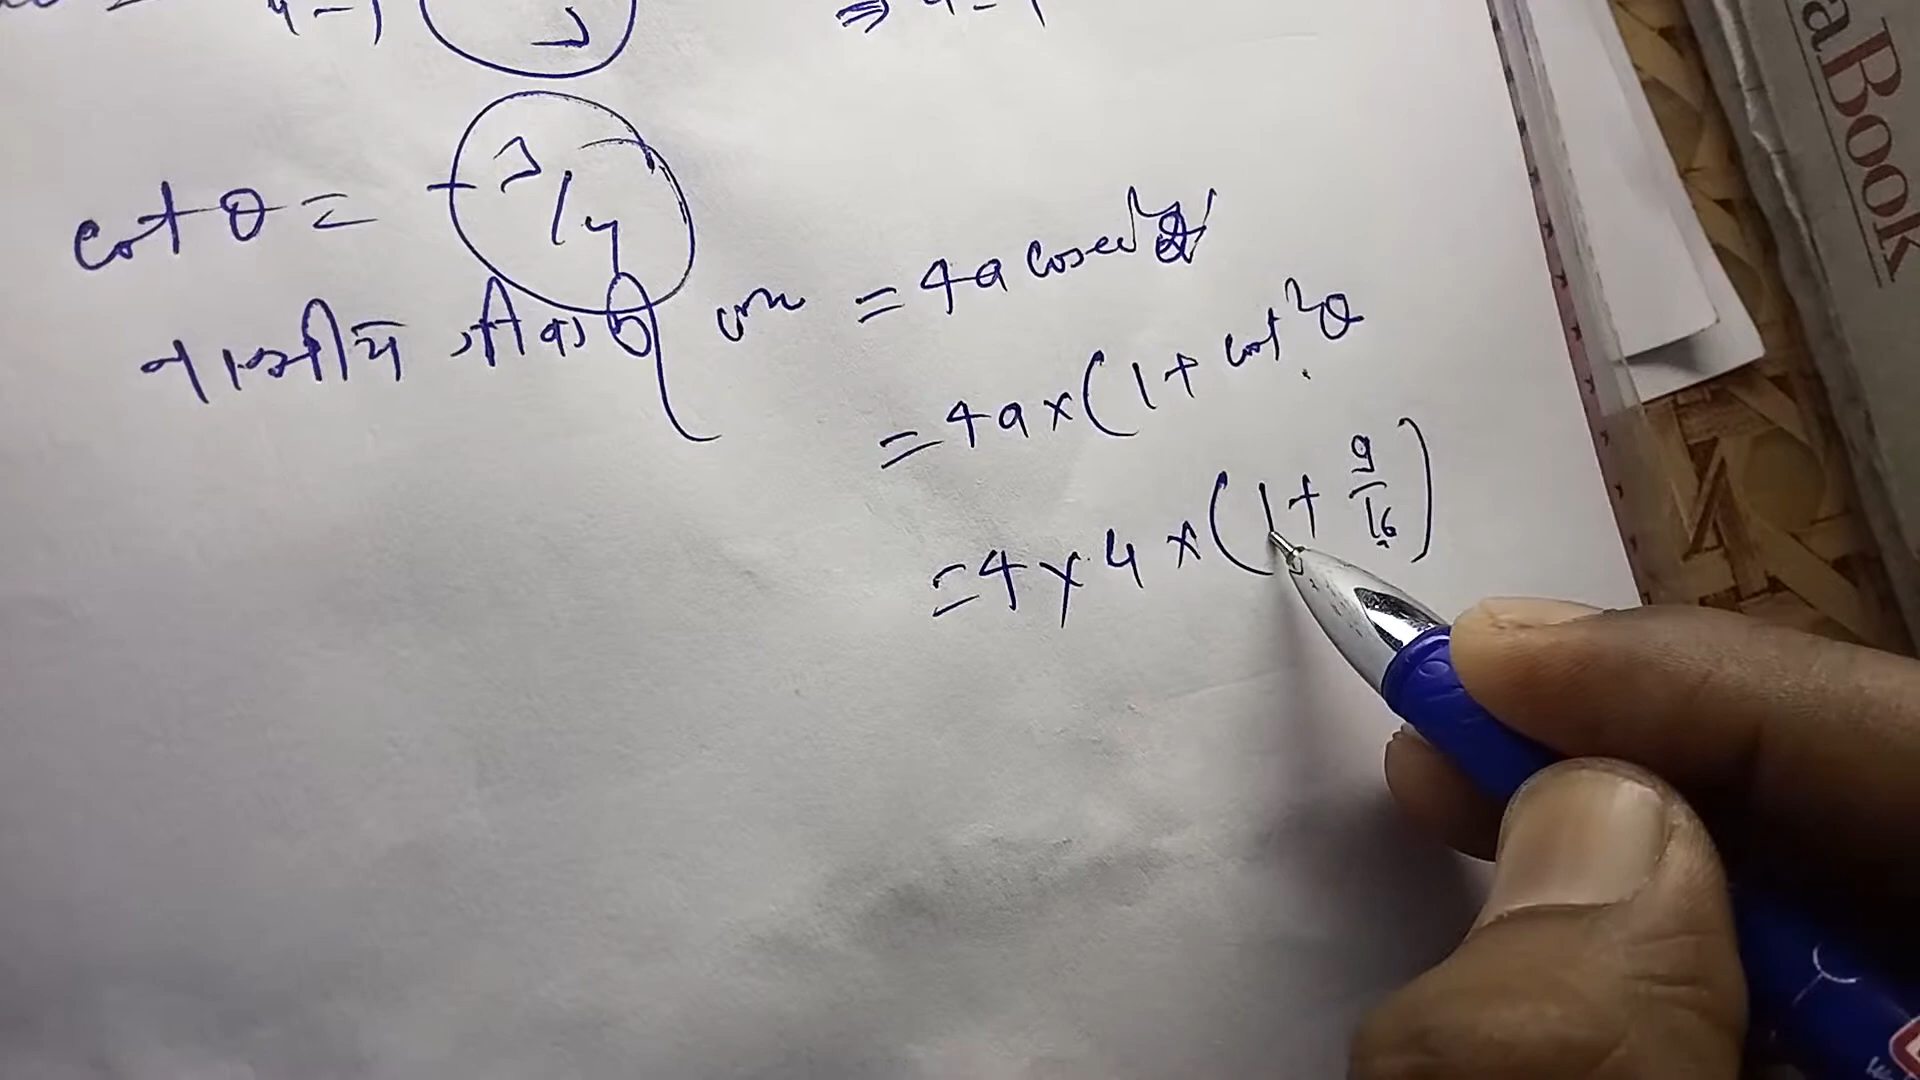 cot θ = - 3/4
नाभीय जीवा
= 4a cosec²θ
= 4a × (1 + cot²θ
= 4 × 4 × (1 + 9/16)
aBook